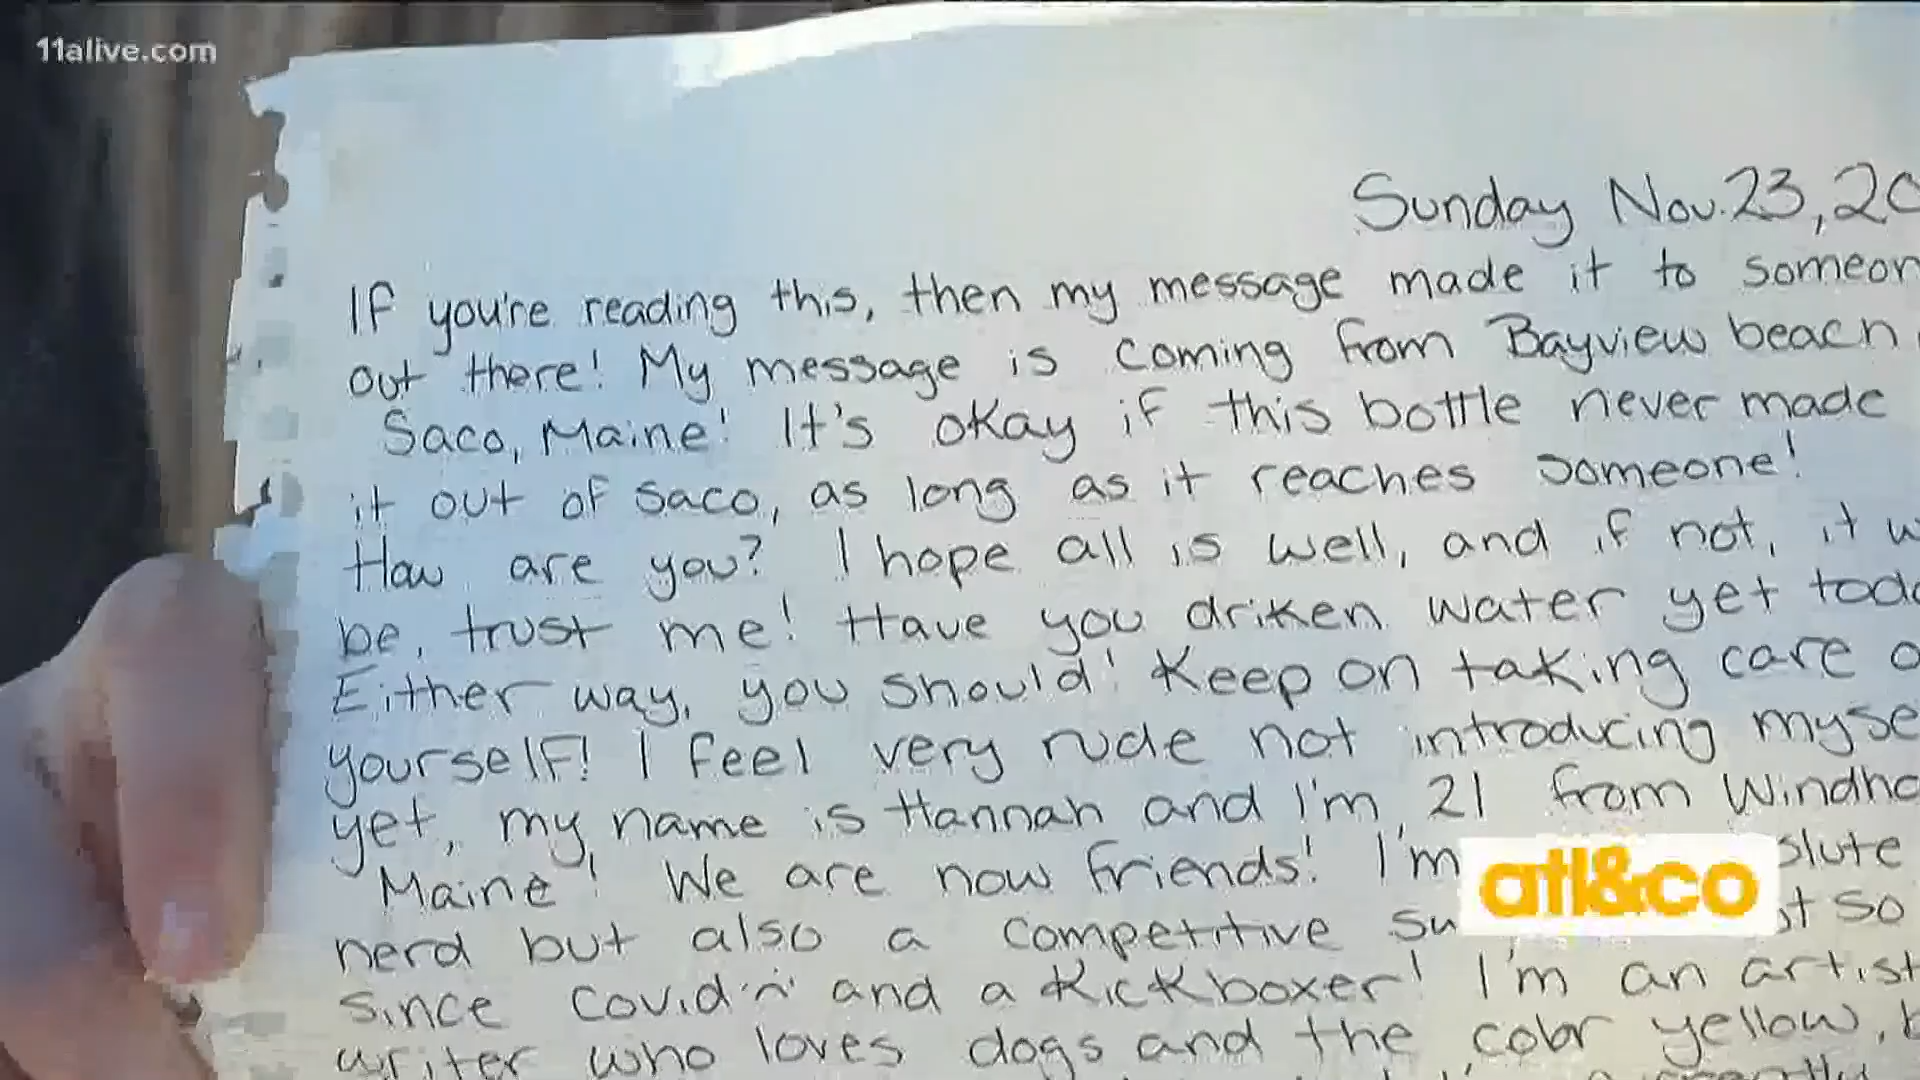 11alive.com
Sunday Nov. 23, 20
If you're reading this, then my message made it to someon
out there! My message is coming from Bayview beach
Saco, Maine! It's okay if this bottle never made
it out of Saco, as long as it reaches someone!
How are you? I hope all is well, and if not, it w
be, trust me! Have you driken water yet toda
Either way, you should! Keep on taking care o
yourself! I feel very rude not introducing myse
yet, my name is Hannah and I'm 21 from Windha
Maine! We are now friends! I'm slute
atl&co
nerd but also a competitive su t so
since covid and a kickboxer! I'm an artist
writer who loves dogs and the color yellow, b